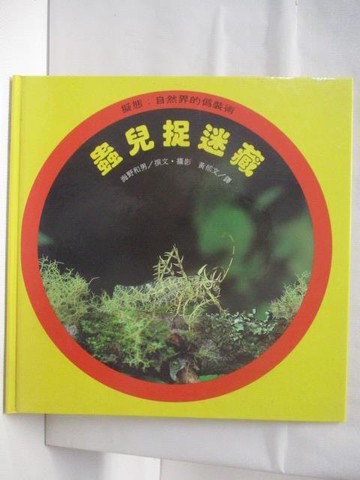 擬態：自然界的偽裝術
蟲兒捉迷藏
海野和男／撰文・攝影 黃郁文／譯